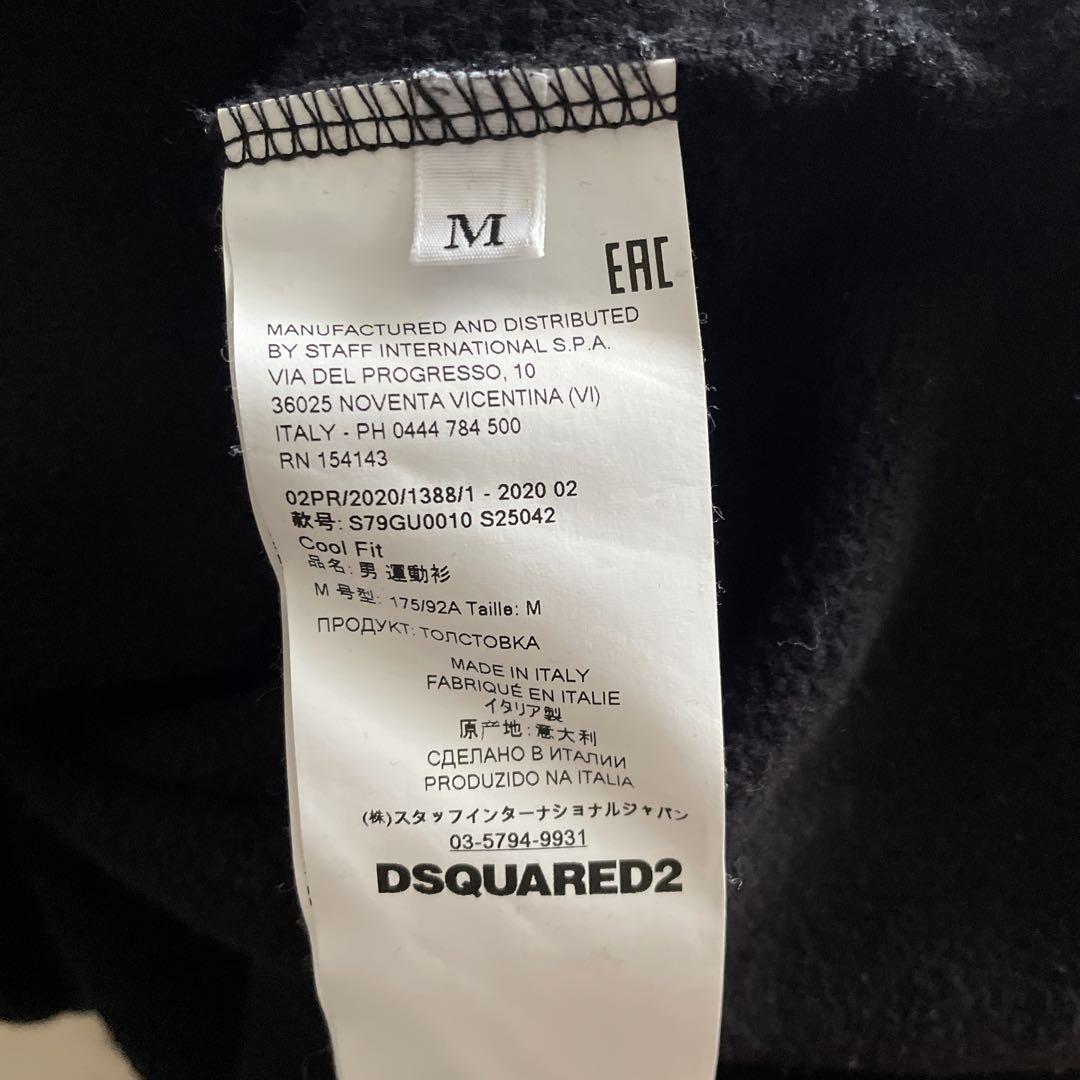 M
EAC
MANUFACTURED AND DISTRIBUTED
BY STAFF INTERNATIONAL S.P.A.
VIA DEL PROGRESSO, 10
36025 NOVENTA VICENTINA (VI)
ITALY - PH 0444 784 500
RN 154143
02PR/2020/1388/1 - 2020 02
款号: S79GU0010 S25042
Cool Fit
品名: 男 運動衫
M 号型: 175/92A Taille: M
ПРОДУКТ: ТОЛСТОВКА
MADE IN ITALY
FABRIQUÉ EN ITALIE
イタリア製
原产地: 意大利
СДЕЛАНО В ИТАЛИИ
PRODUZIDO NA ITALIA
(株)スタッフインターナショナルジャパン
03-5794-9931
DSQUARED2